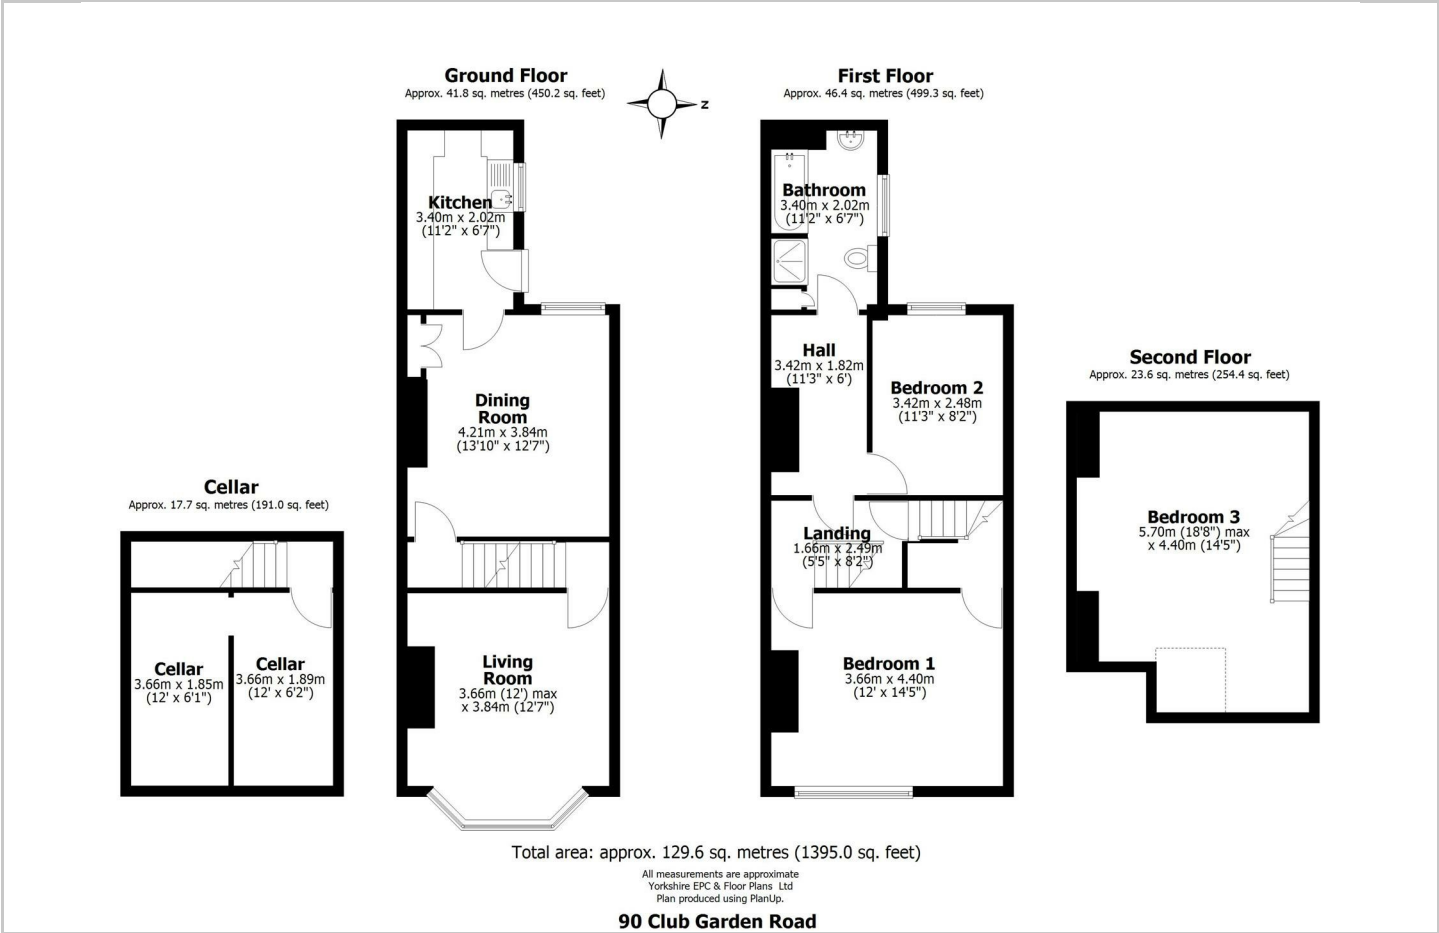 Ground Floor
Approx. 41.8 sq. metres (450.2 sq. feet)
First Floor
Approx. 46.4 sq. metres (499.3 sq. feet)
z
Kitchen
3.40m x 2.02m
(11'2" x 6'7")
Bathroom
3.40m x 2.02m
(11'2" x 6'7")
Dining
Room
4.21m x 3.84m
(13'10" x 12'7")
Hall
3.42m x 1.82m
(11'3" x 6')
Bedroom 2
3.42m x 2.48m
(11'3" x 8'2")
Second Floor
Approx. 23.6 sq. metres (254.4 sq. feet)
Cellar
Approx. 17.7 sq. metres (191.0 sq. feet)
Landing
1.66m x 2.49m
(5'5" x 8'2")
Bedroom 3
5.70m (18'8") max
x 4.40m (14'5")
Cellar
3.66m x 1.85m
(12' x 6'1")
Cellar
3.66m x 1.89m
(12' x 6'2")
Living
Room
3.66m (12') max
x 3.84m (12'7")
Bedroom 1
3.66m x 4.40m
(12' x 14'5")
Total area: approx. 129.6 sq. metres (1395.0 sq. feet)
All measurements are approximate
Yorkshire EPC & Floor Plans Ltd
Plan produced using PlanUp.
90 Club Garden Road